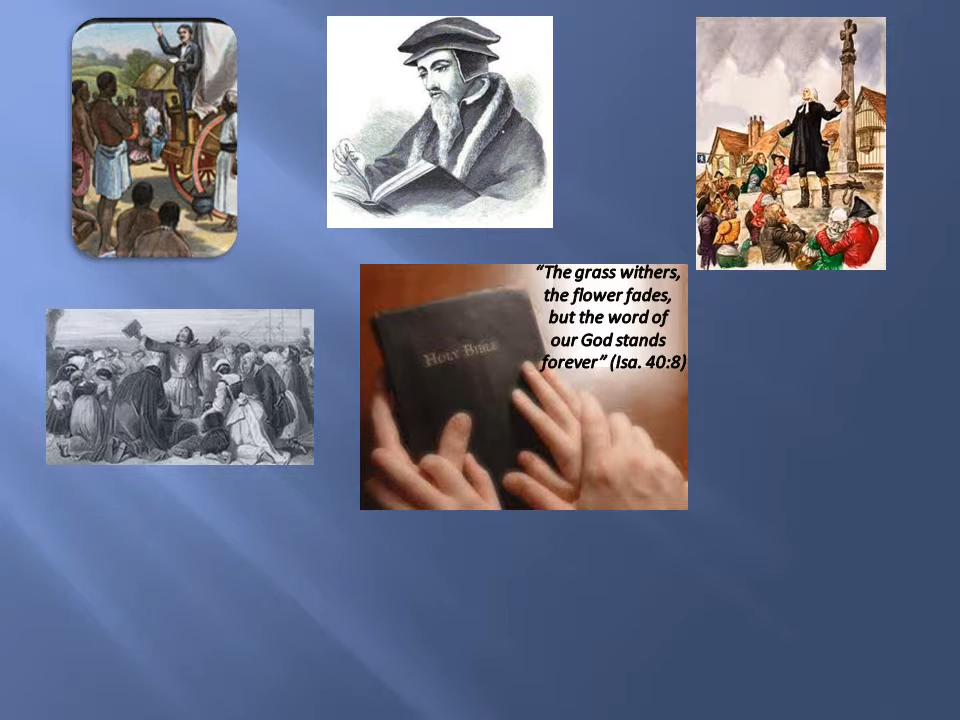 “The grass withers,
the flower fades,
but the word of
our God stands
forever” (Isa. 40:8)
HOLY BIBLE